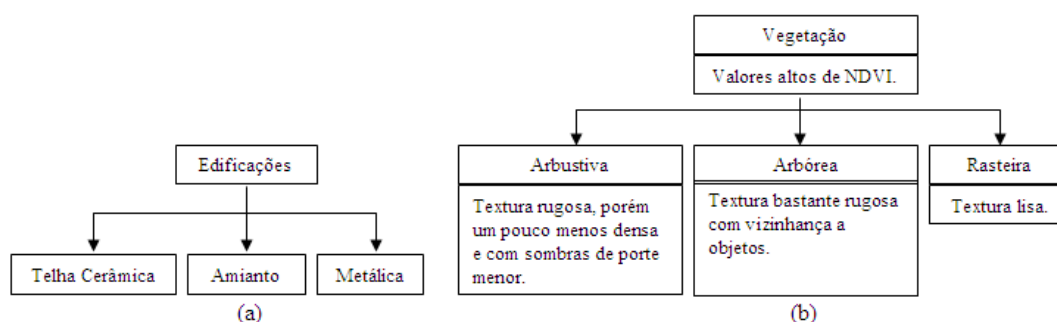 Edificações
Telha Cerâmica
Amianto
Metálica
(a)
Vegetação
Valores altos de NDVI.
Arbustiva
Textura rugosa, porém
um pouco menos densa
e com sombras de porte
menor.
Arbórea
Textura bastante rugosa
com vizinhança a
objetos.
Rasteira
Textura lisa.
(b)